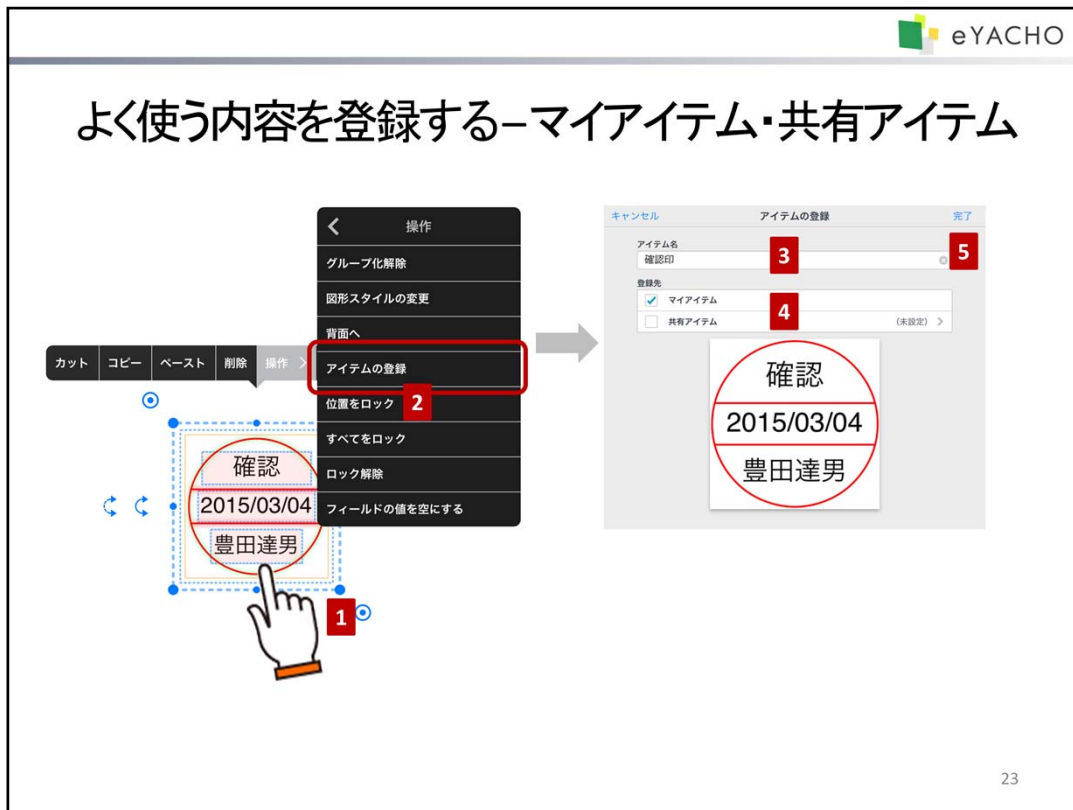 eYACHO
よく使う内容を登録する–マイアイテム・共有アイテム
操作
グループ化解除
図形スタイルの変更
背面へ
アイテムの登録
位置をロック
2
すべてをロック
ロック解除
フィールドの値を空にする
カット
コピー
ペースト
削除
操作
確認
2015/03/04
豊田達男
1
キャンセル
アイテムの登録
完了
アイテム名
確認印
3
5
登録先
マイアイテム
4
共有アイテム
(未設定)
確認
2015/03/04
豊田達男
23